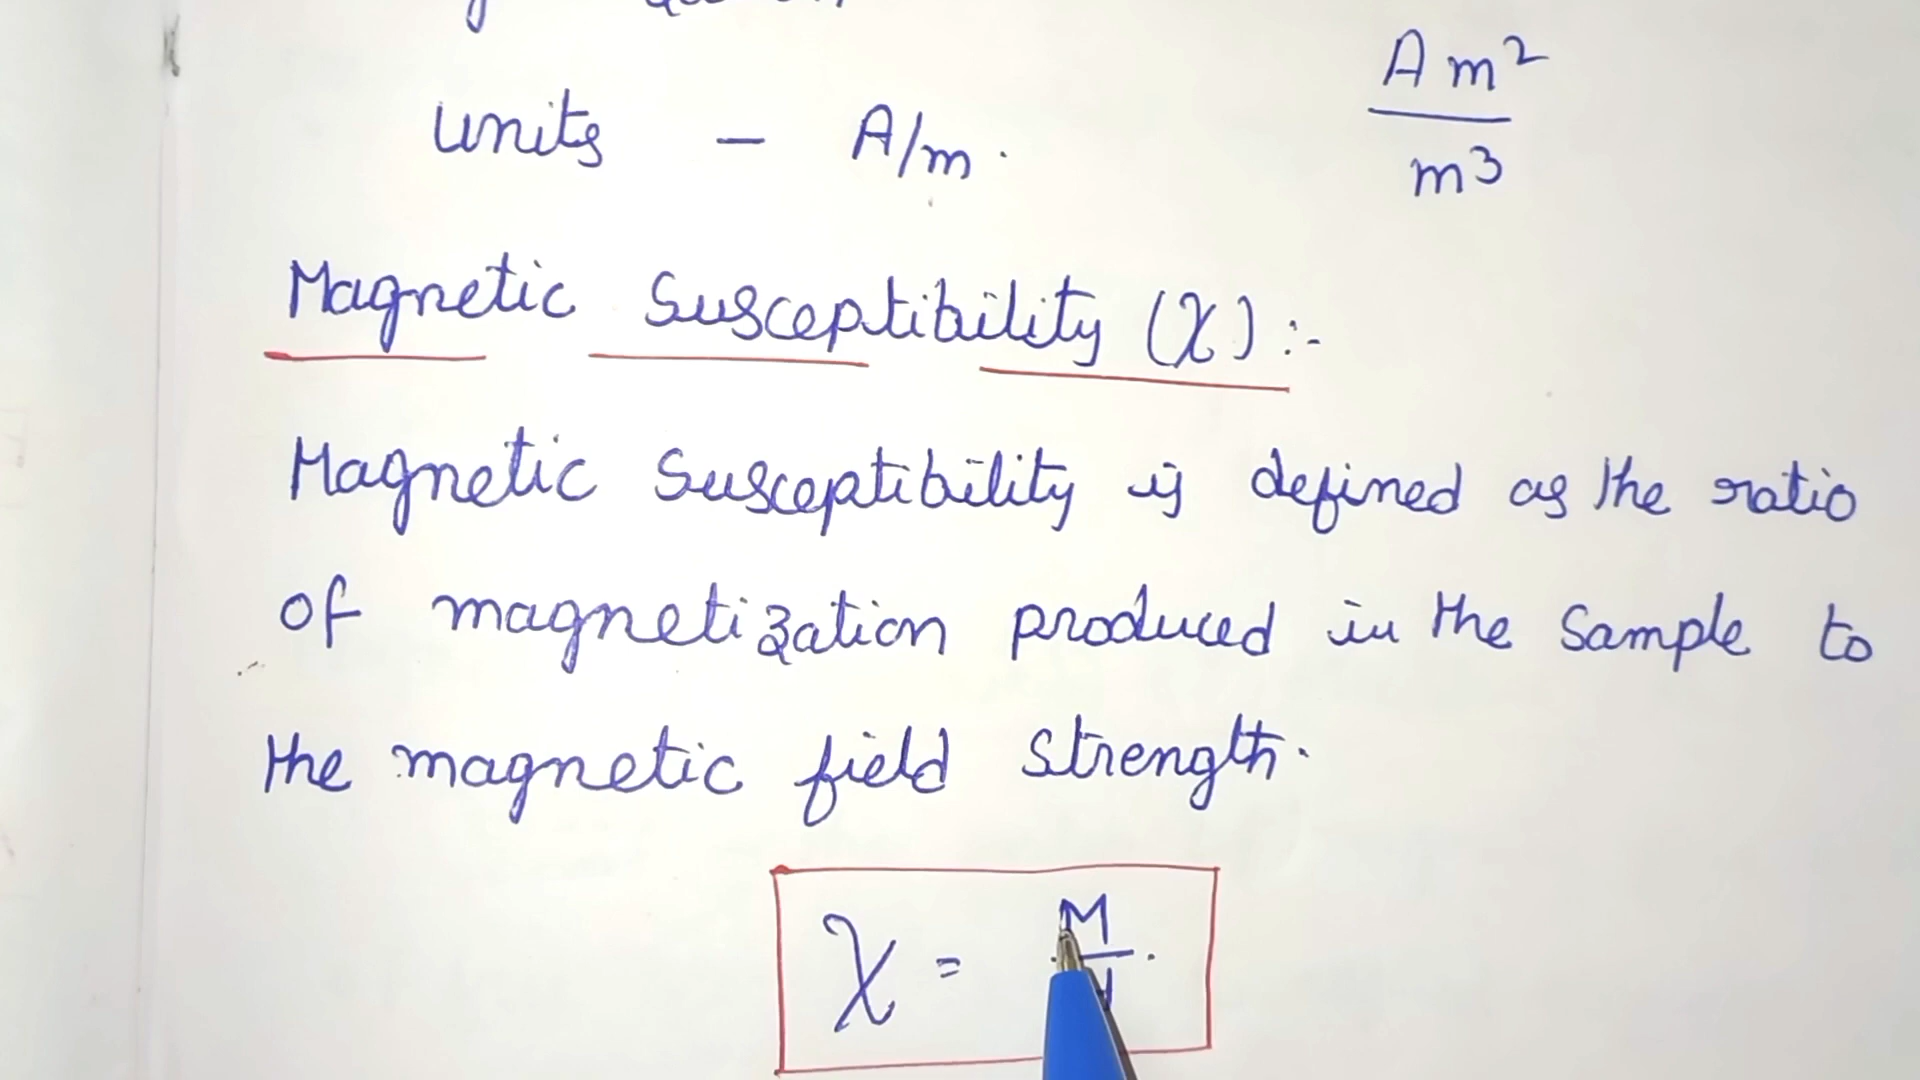 Am²
units - A/m.
m³
Magnetic Susceptibility (χ) :-
Magnetic Susceptibility is defined as the ratio
of magnetization produced in the Sample to
the magnetic field strength.
χ = M